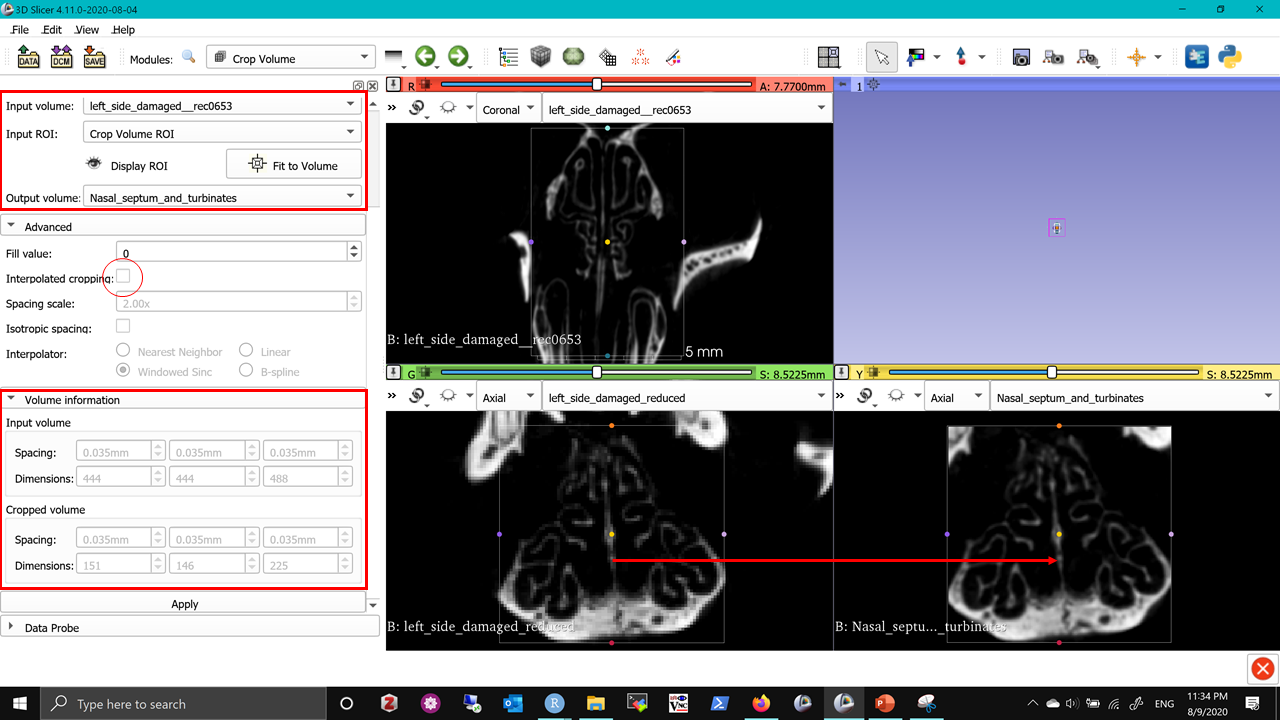 3D Slicer 4.11.0-2020-08-04
File Edit View Help
DATA DCM SAVE Modules: Crop Volume
Input volume: left_side_damaged__rec0653
Input ROI: Crop Volume ROI
Display ROI Fit to Volume
Output volume: Nasal_septum_and_turbinates
Advanced
Fill value: 0
Interpolated cropping:
Spacing scale: 2.00x
Isotropic spacing:
Interpolator: Nearest Neighbor Linear
Windowed Sinc B-spline
Volume information
Input volume
Spacing: 0.035mm 0.035mm 0.035mm
Dimensions: 444 444 488
Cropped volume
Spacing: 0.035mm 0.035mm 0.035mm
Dimensions: 151 146 225
Apply
Data Probe
R A: 7.7700mm
Coronal left_side_damaged__rec0653
B: left_side_damaged__rec0653
5 mm
1
G S: 8.5225mm
Axial left_side_damaged_reduced
B: left_side_damaged_reduced
Y S: 8.5225mm
Axial Nasal_septum_and_turbinates
B: Nasal_septu..._turbinates
Type here to search
ENG
11:34 PM
8/9/2020